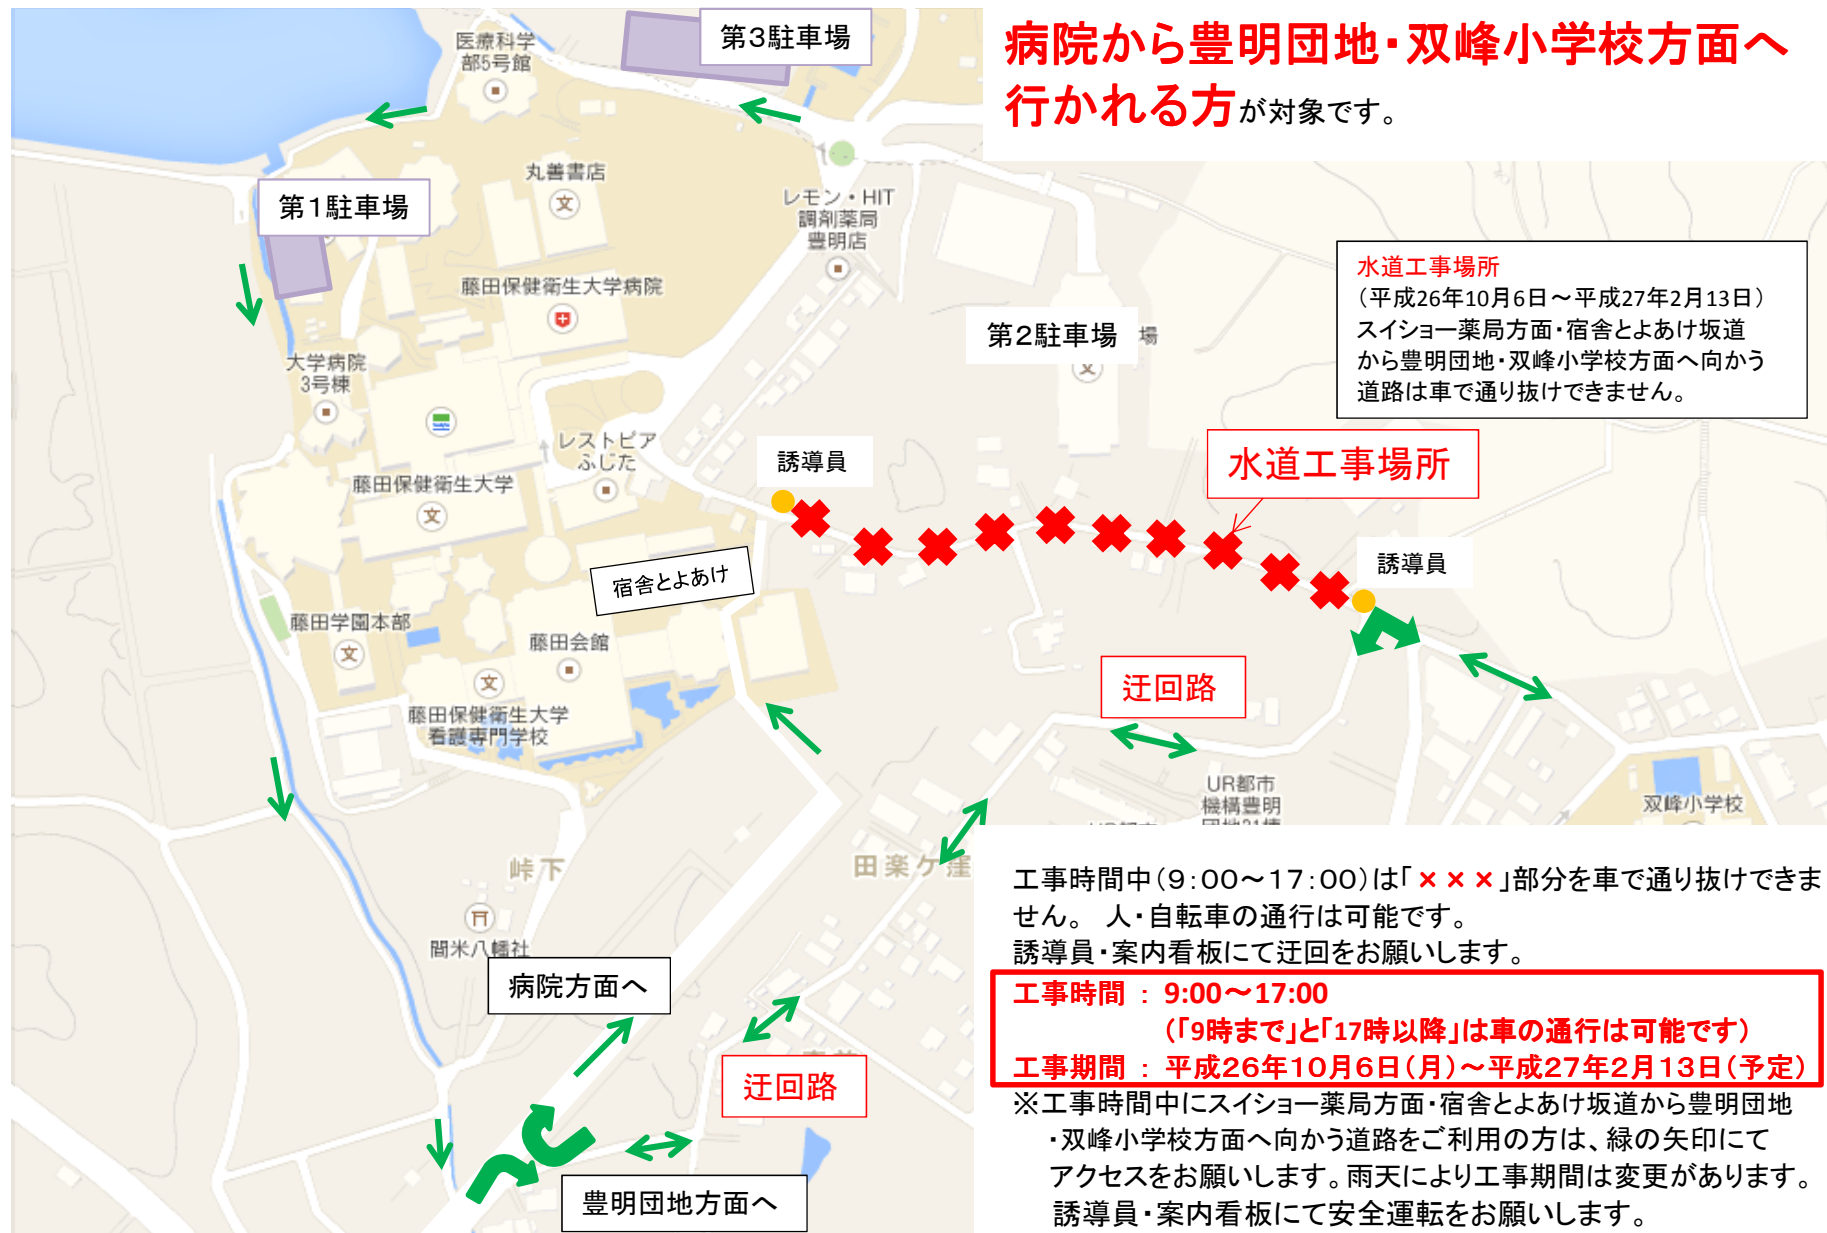 病院から豊明団地・双峰小学校方面へ
行かれる方が対象です。
第3駐車場
医療科学
部5号館
丸善書店
第1駐車場
レモン・HIT
調剤薬局
豊明店
藤田保健衛生大学病院
水道工事場所
（平成26年10月6日～平成27年2月13日）
スイショー薬局方面・宿舎とよあけ坂道
から豊明団地・双峰小学校方面へ向かう
道路は車で通り抜けできません。
第2駐車場 場
文
大学病院
3号棟
レストピア
ふじた
誘導員
水道工事場所
藤田保健衛生大学
文
誘導員
宿舎とよあけ
藤田学園本部
文
藤田会館
迂回路
藤田保健衛生大学
看護専門学校
文
UR都市
機構豊明
双峰小学校
峠下
田楽ケ窪
間米八幡社
病院方面へ
迂回路
豊明団地方面へ
工事時間中（9：00～17：00）は「×××」部分を車で通り抜けできま
せん。 人・自転車の通行は可能です。
誘導員・案内看板にて迂回をお願いします。
工事時間 ： 9:00～17:00
（「9時まで」と「17時以降」は車の通行は可能です）
工事期間 ： 平成26年10月6日（月）～平成27年2月13日（予定）
※工事時間中にスイショー薬局方面・宿舎とよあけ坂道から豊明団地
・双峰小学校方面へ向かう道路をご利用の方は、緑の矢印にて
アクセスをお願いします。雨天により工事期間は変更があります。
誘導員・案内看板にて安全運転をお願いします。